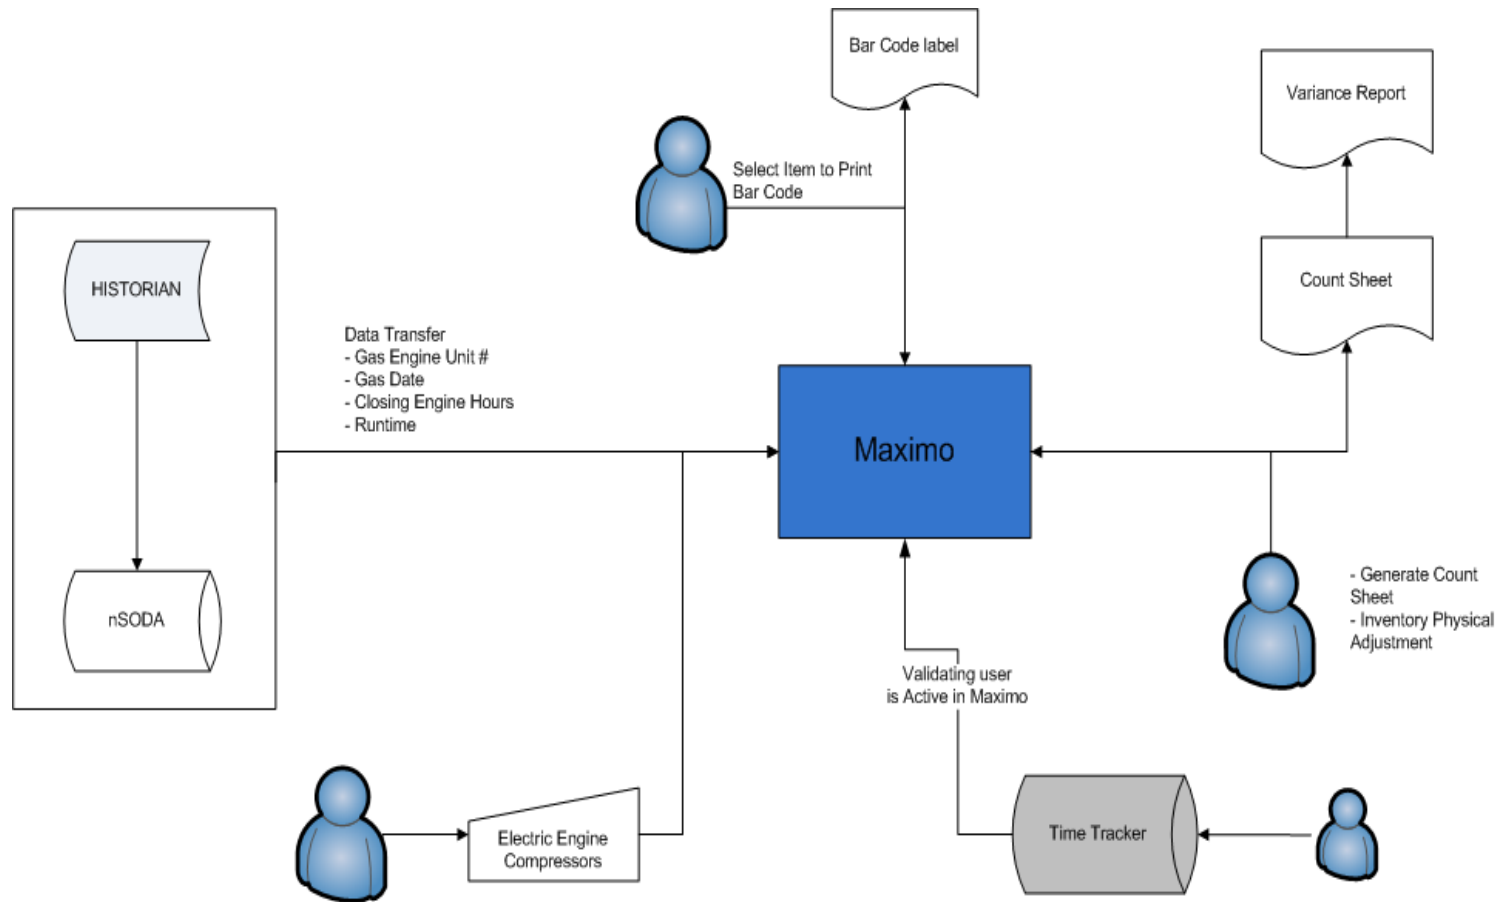 Bar Code label
Variance Report
Select Item to Print
Bar Code
HISTORIAN
Count Sheet
Data Transfer
- Gas Engine Unit #
- Gas Date
- Closing Engine Hours
- Runtime
Maximo
nSODA
- Generate Count
Sheet
- Inventory Physical
Adjustment
Validating user
is Active in Maximo
Electric Engine
Compressors
Time Tracker